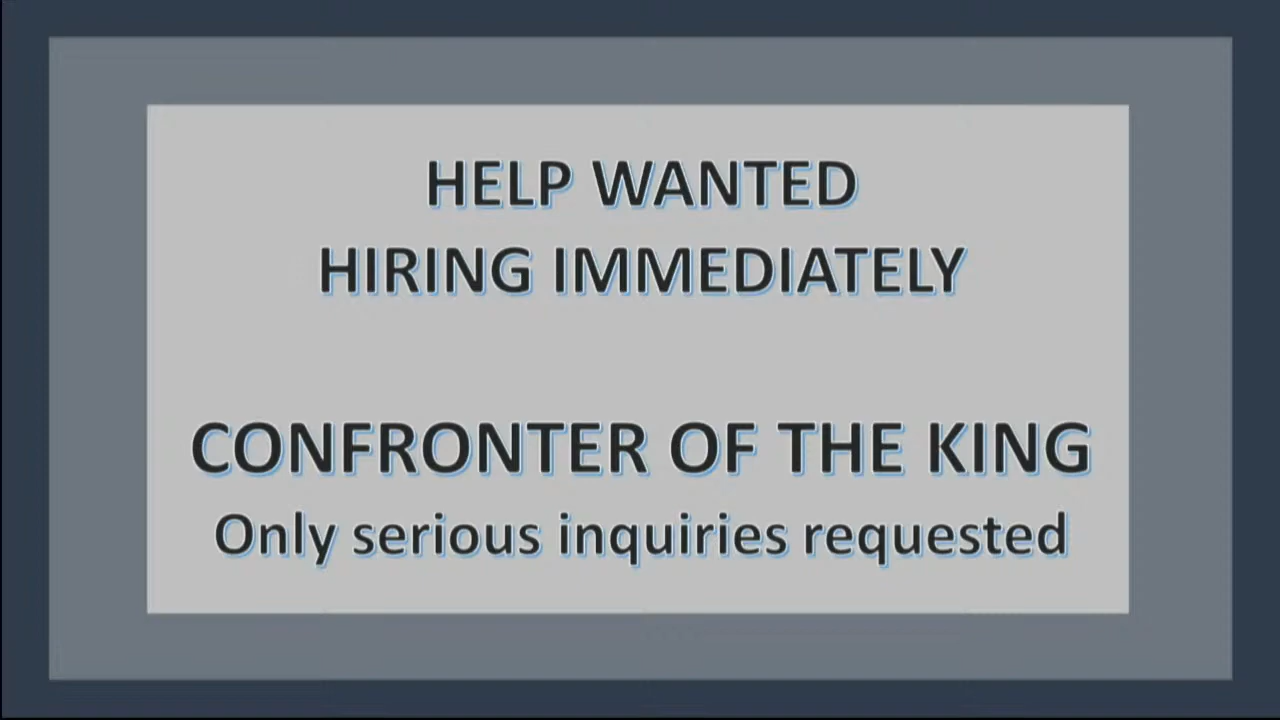 HELP WANTED
HIRING IMMEDIATELY
CONFRONTER OF THE KING
Only serious inquiries requested